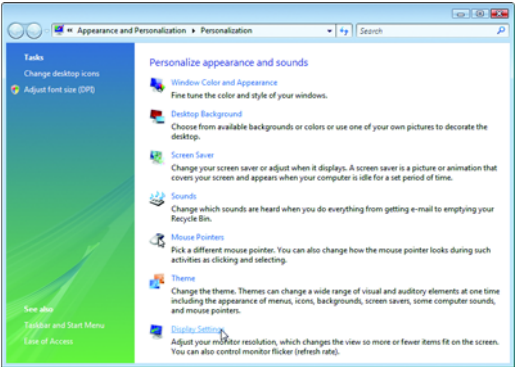 « Appearance and Personalization ▸ Personalization
Search
Tasks
Change desktop icons
Adjust font size (DPI)
Personalize appearance and sounds
Window Color and Appearance
Fine tune the color and style of your windows.
Desktop Background
Choose from available backgrounds or colors or use one of your own pictures to decorate the
desktop.
Screen Saver
Change your screen saver or adjust when it displays. A screen saver is a picture or animation that
covers your screen and appears when your computer is idle for a set period of time.
Sounds
Change which sounds are heard when you do everything from getting e-mail to emptying your
Recycle Bin.
Mouse Pointers
Pick a different mouse pointer. You can also change how the mouse pointer looks during such
activities as clicking and selecting.
Theme
Change the theme. Themes can change a wide range of visual and auditory elements at one time
including the appearance of menus, icons, backgrounds, screen savers, some computer sounds,
and mouse pointers.
Display Settings
Adjust your monitor resolution, which changes the view so more or fewer items fit on the screen.
You can also control monitor flicker (refresh rate).
See also
Taskbar and Start Menu
Ease of Access